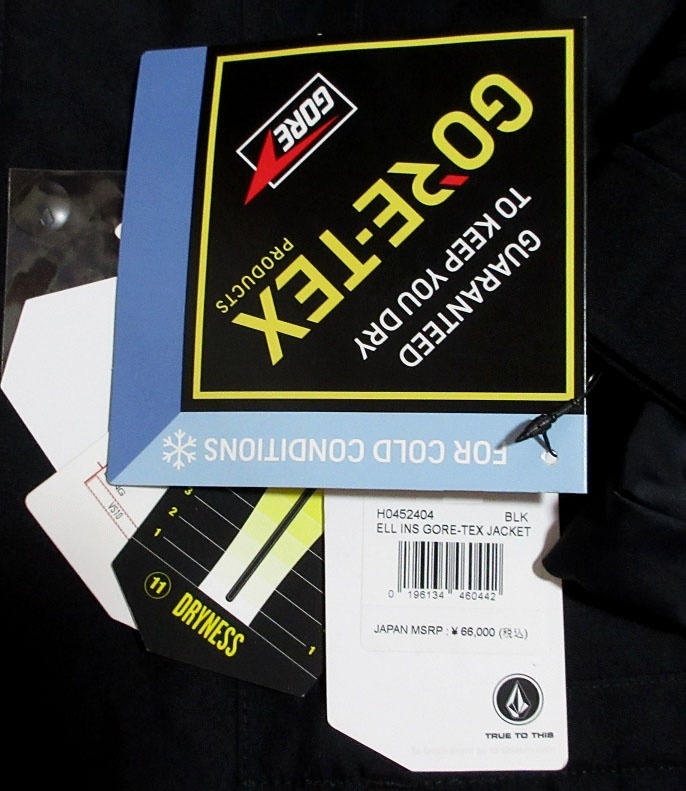 GORE
GORE-TEX
PRODUCTS
GUARANTEED
TO KEEP YOU DRY
FOR COLD CONDITIONS
VS10
3
2
1
11
DRYNESS
1
H0452404 BLK
ELL INS GORE-TEX JACKET
0 196134 460442
JAPAN MSRP : ¥ 66,000 (税込)
TRUE TO THIS